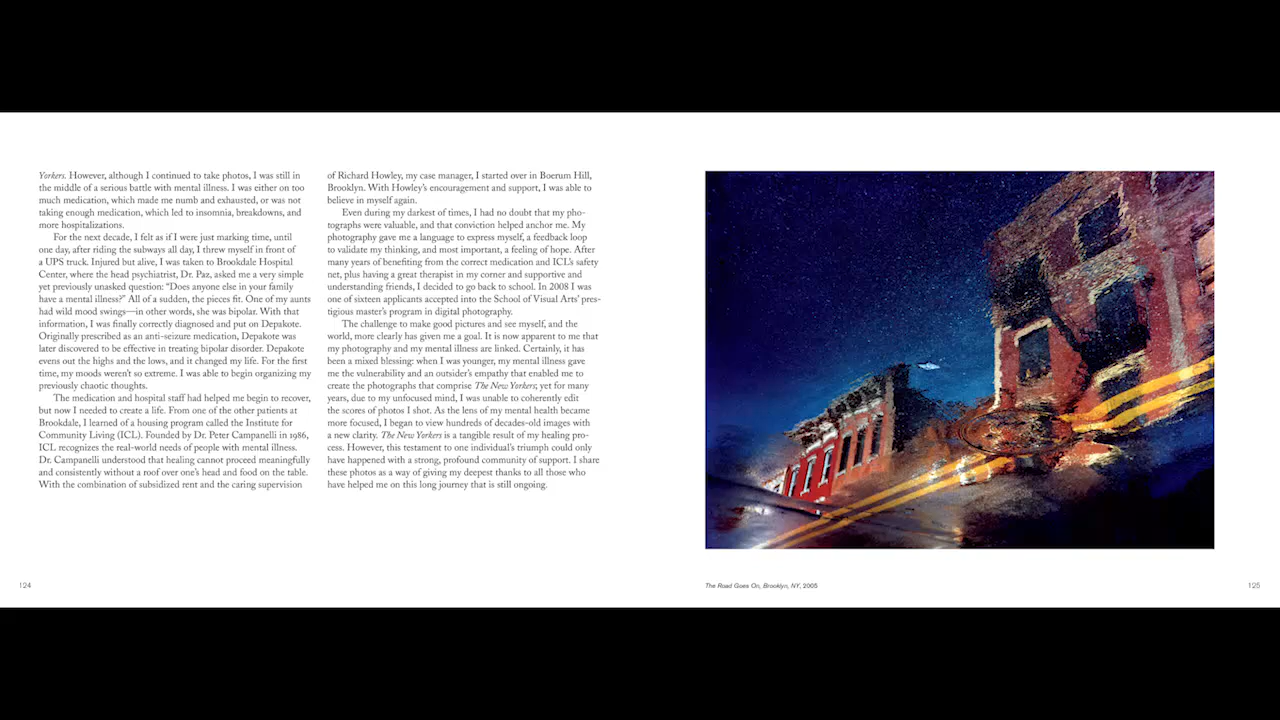 Yorkers. However, although I continued to take photos, I was still in
the middle of a serious battle with mental illness. I was either on too
much medication, which made me numb and exhausted, or was not
taking enough medication, which led to insomnia, breakdowns, and
more hospitalizations.
For the next decade, I felt as if I were just marking time, until
one day, after riding the subways all day, I threw myself in front of
a UPS truck. Injured but alive, I was taken to Brookdale Hospital
Center, where the head psychiatrist, Dr. Paz, asked me a very simple
yet previously unasked question: “Does anyone else in your family
have a mental illness?” All of a sudden, the pieces fit. One of my aunts
had wild mood swings—in other words, she was bipolar. With that
information, I was finally correctly diagnosed and put on Depakote.
Originally prescribed as an anti-seizure medication, Depakote was
later discovered to be effective in treating bipolar disorder. Depakote
evens out the highs and the lows, and it changed my life. For the first
time, my moods weren’t so extreme. I was able to begin organizing my
previously chaotic thoughts.
The medication and hospital staff had helped me begin to recover,
but now I needed to create a life. From one of the other patients at
Brookdale, I learned of a housing program called the Institute for
Community Living (ICL). Founded by Dr. Peter Campanelli in 1986,
ICL recognizes the real-world needs of people with mental illness.
Dr. Campanelli understood that healing cannot proceed meaningfully
and consistently without a roof over one’s head and food on the table.
With the combination of subsidized rent and the caring supervision
of Richard Howley, my case manager, I started over in Boerum Hill,
Brooklyn. With Howley’s encouragement and support, I was able to
believe in myself again.
Even during my darkest of times, I had no doubt that my pho-
tographs were valuable, and that conviction helped anchor me. My
photography gave me a language to express myself, a feedback loop
to validate my thinking, and most important, a feeling of hope. After
many years of benefiting from the correct medication and ICL’s safety
net, plus having a great therapist in my corner and supportive and
understanding friends, I decided to go back to school. In 2008 I was
one of sixteen applicants accepted into the School of Visual Arts’ pres-
tigious master’s program in digital photography.
The challenge to make good pictures and see myself, and the
world, more clearly has given me a goal. It is now apparent to me that
my photography and my mental illness are linked. Certainly, it has
been a mixed blessing: when I was younger, my mental illness gave
me the vulnerability and an outsider’s empathy that enabled me to
create the photographs that comprise The New Yorkers; yet for many
years, due to my unfocused mind, I was unable to coherently edit
the scores of photos I shot. As the lens of my mental health became
more focused, I began to view hundreds of decades-old images with
a new clarity. The New Yorkers is a tangible result of my healing pro-
cess. However, this testament to one individual’s triumph could only
have happened with a strong, profound community of support. I share
these photos as a way of giving my deepest thanks to all those who
have helped me on this long journey that is still ongoing.
124
The Road Goes On, Brooklyn, NY, 2005
125